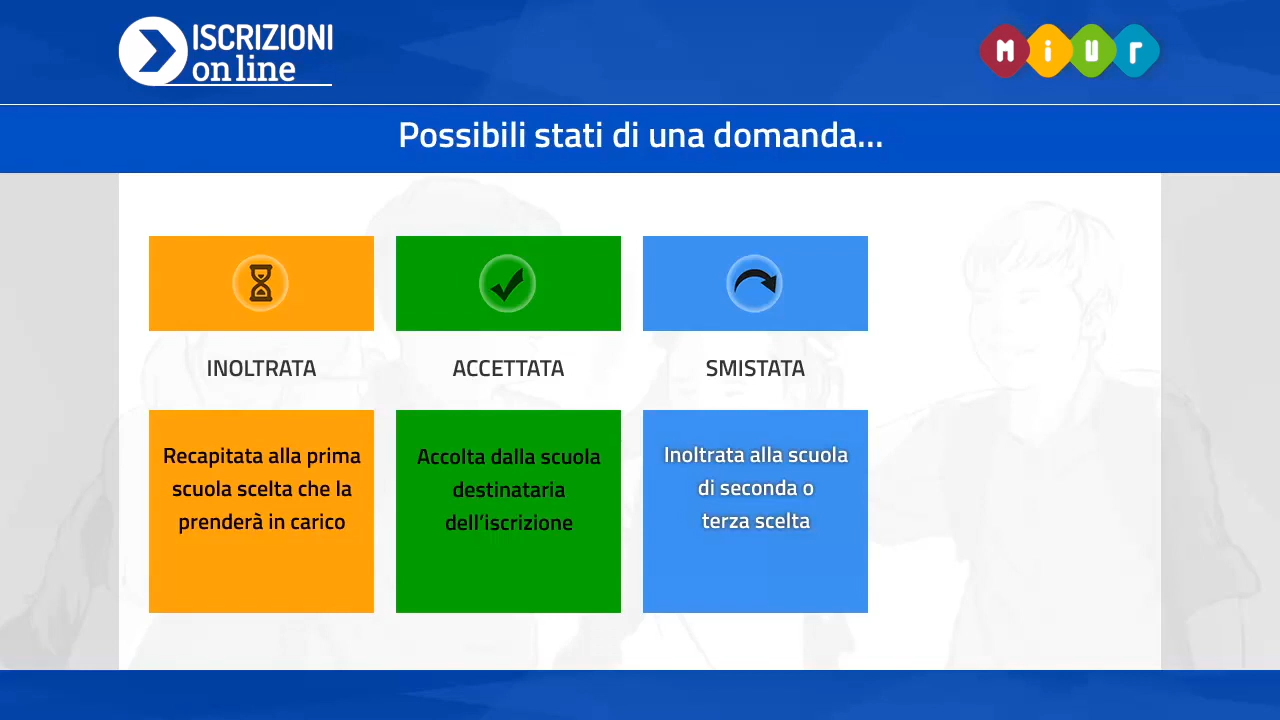 ISCRIZIONI
on line
Miur
Possibili stati di una domanda...
INOLTRATA
ACCETTATA
SMISTATA
Recapitata alla prima
scuola scelta che la
prenderà in carico
Accolta dalla scuola
destinataria
dell’iscrizione
Inoltrata alla scuola
di seconda o
terza scelta